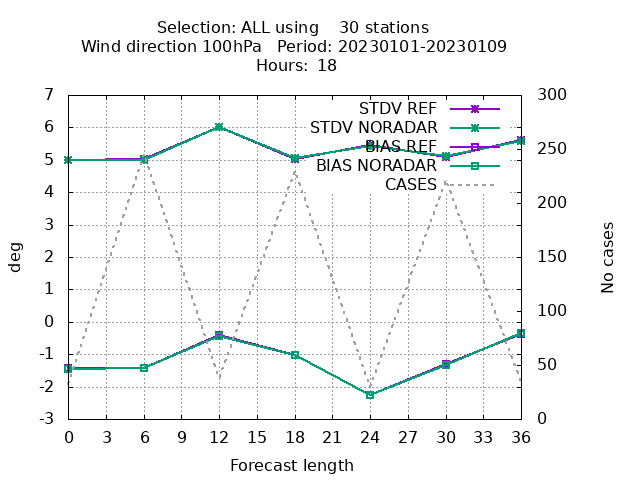 Selection: ALL using    30 stations
Wind direction 100hPa   Period: 20230101-20230109
Hours: 18
7
6
5
4
3
2
1
0
-1
-2
-3
deg
300
250
200
150
100
50
0
No cases
STDV REF
STDV NORADAR
BIAS REF
BIAS NORADAR
CASES
0 3 6 9 12 15 18 21 24 27 30 33 36
Forecast length